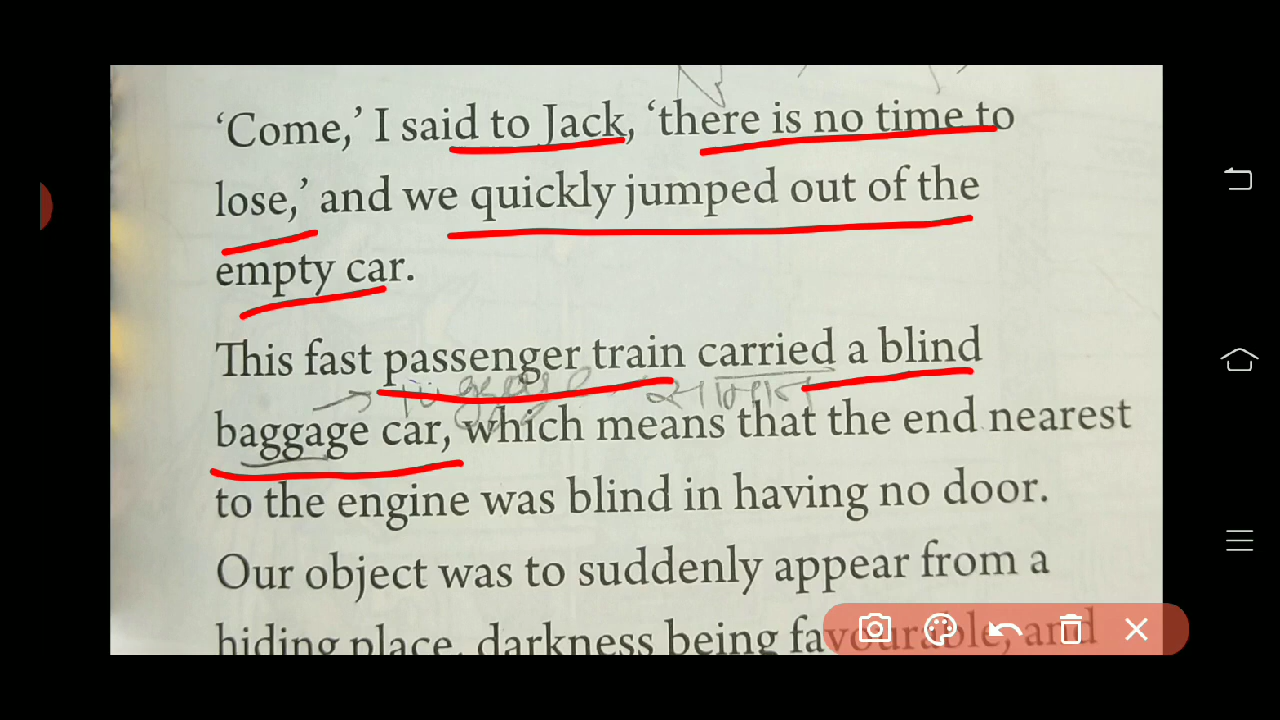 ‘Come,’ I said to Jack, ‘there is no time to
lose,’ and we quickly jumped out of the
empty car.
This fast passenger train carried a blind
baggage car, which means that the end nearest
to the engine was blind in having no door.
Our object was to suddenly appear from a
hiding place, darkness being favourable, and